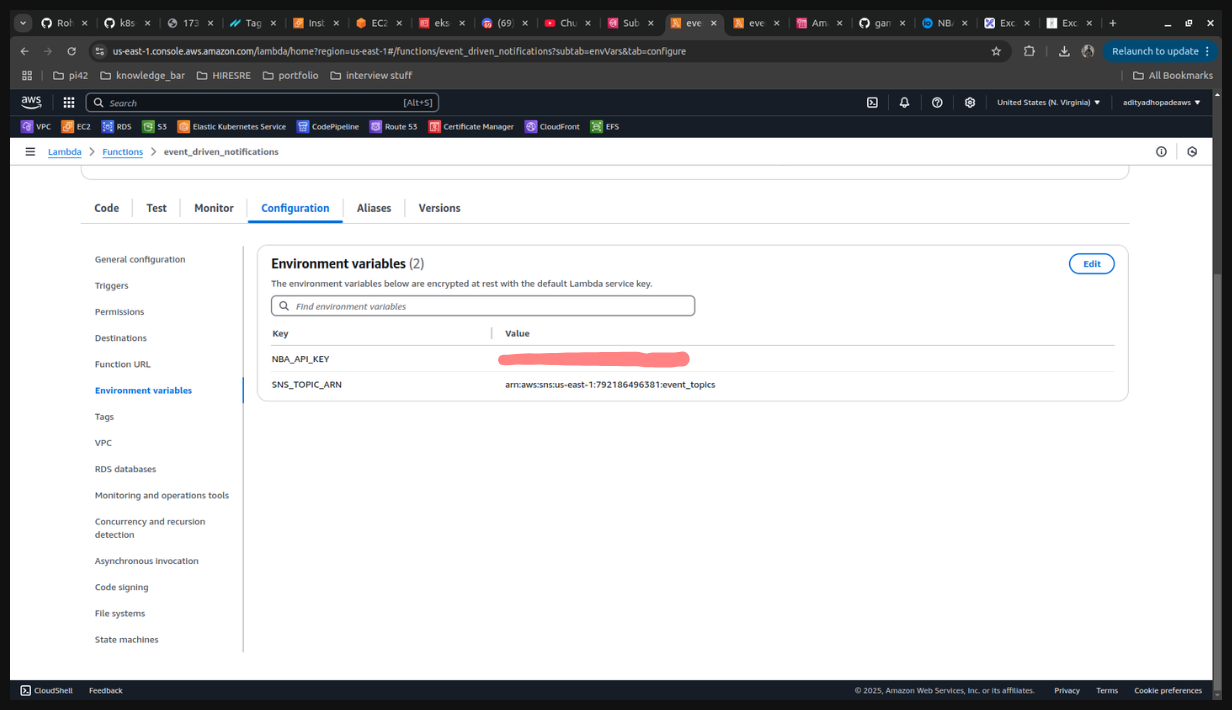 Roh
k8s
173
Tag
Inst
EC2
eks
(69)
Chu
Sub
eve
eve
Am
gan
NB
Exc
Exc
us-east-1.console.aws.amazon.com/lambda/home?region=us-east-1#/functions/event_driven_notifications?subtab=envVars&tab=configure
Relaunch to update
pi42 knowledge_bar HIRESRE portfolio interview stuff All Bookmarks
aws Search [Alt+S] United States (N. Virginia) adityadhopadeaws
VPC EC2 RDS S3 Elastic Kubernetes Service CodePipeline Route 53 Certificate Manager CloudFront EFS
Lambda > Functions > event_driven_notifications
Code Test Monitor Configuration Aliases Versions
General configuration
Triggers
Permissions
Destinations
Function URL
Environment variables
Tags
VPC
RDS databases
Monitoring and operations tools
Concurrency and recursion
detection
Asynchronous invocation
Code signing
File systems
State machines
Environment variables (2)
Edit
The environment variables below are encrypted at rest with the default Lambda service key.
Find environment variables
Key Value
NBA_API_KEY
SNS_TOPIC_ARN arn:aws:sns:us-east-1:792186496381:event_topics
CloudShell Feedback © 2025, Amazon Web Services, Inc. or its affiliates. Privacy Terms Cookie preferences